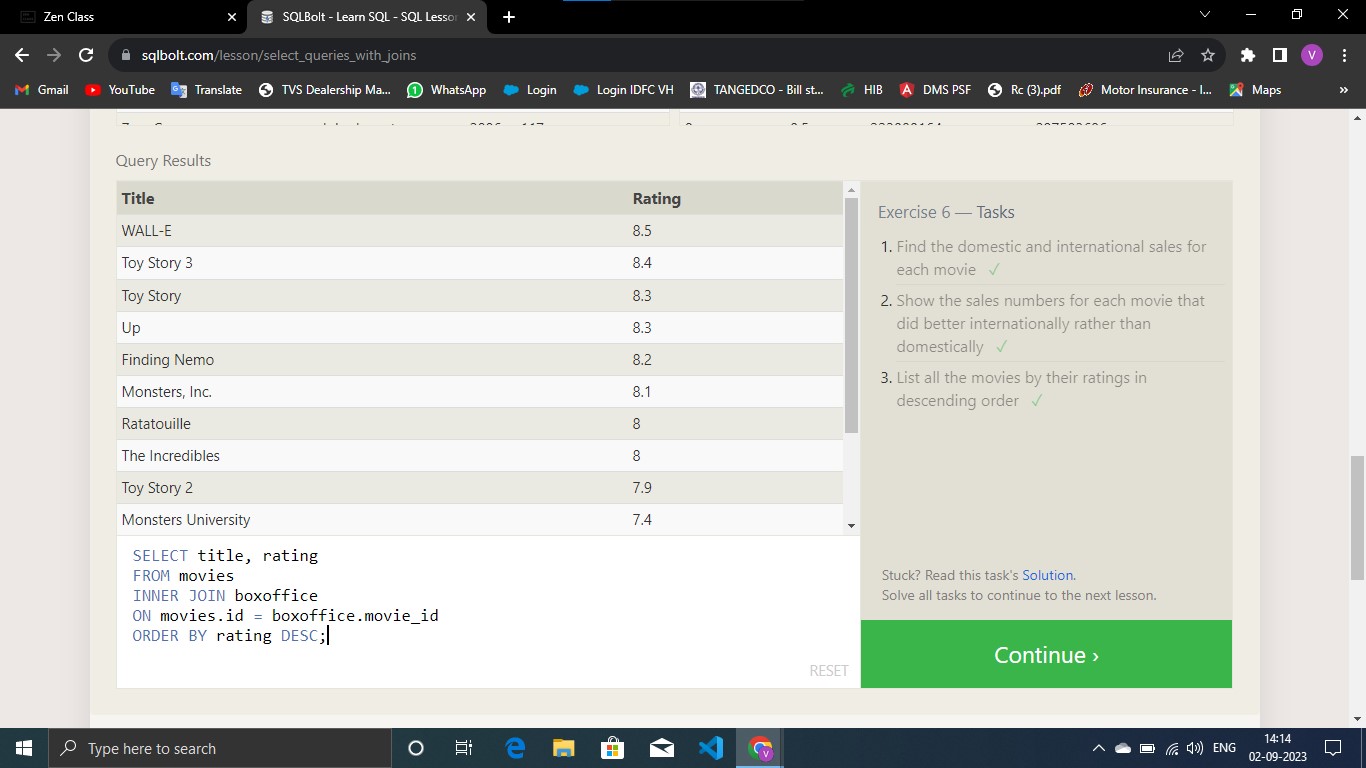 Zen Class
SQLBolt - Learn SQL - SQL Lesson
sqlbolt.com/lesson/select_queries_with_joins
V
Gmail YouTube Translate TVS Dealership Ma... WhatsApp Login Login IDFC VH TANGEDCO - Bill st... HIB DMS PSF Rc (3).pdf Motor Insurance - I... Maps »
Query Results
Title Rating
WALL-E 8.5
Toy Story 3 8.4
Toy Story 8.3
Up 8.3
Finding Nemo 8.2
Monsters, Inc. 8.1
Ratatouille 8
The Incredibles 8
Toy Story 2 7.9
Monsters University 7.4
SELECT title, rating
FROM movies
INNER JOIN boxoffice
ON movies.id = boxoffice.movie_id
ORDER BY rating DESC;
RESET
Exercise 6 — Tasks
1. Find the domestic and international sales for
each movie ✓
2. Show the sales numbers for each movie that
did better internationally rather than
domestically ✓
3. List all the movies by their ratings in
descending order ✓
Stuck? Read this task's Solution.
Solve all tasks to continue to the next lesson.
Continue ›
Type here to search
ENG
14:14
02-09-2023